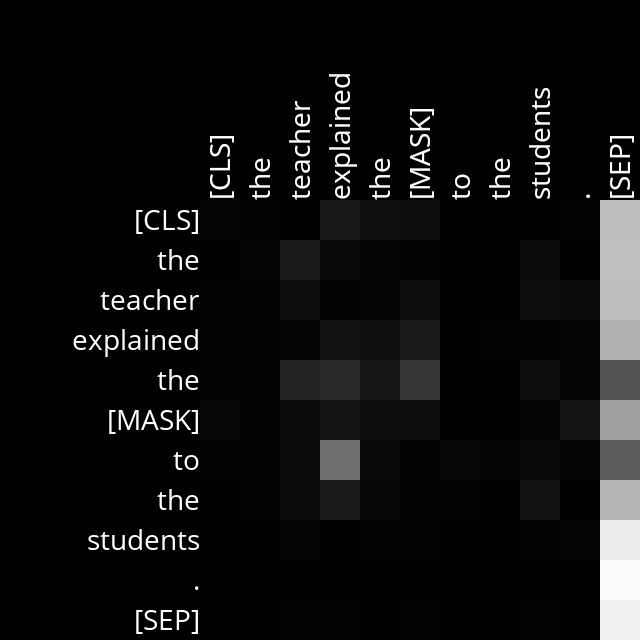 [CLS] the teacher explained the [MASK] to the students . [SEP]
[CLS]
the
teacher
explained
the
[MASK]
to
the
students
.
[SEP]